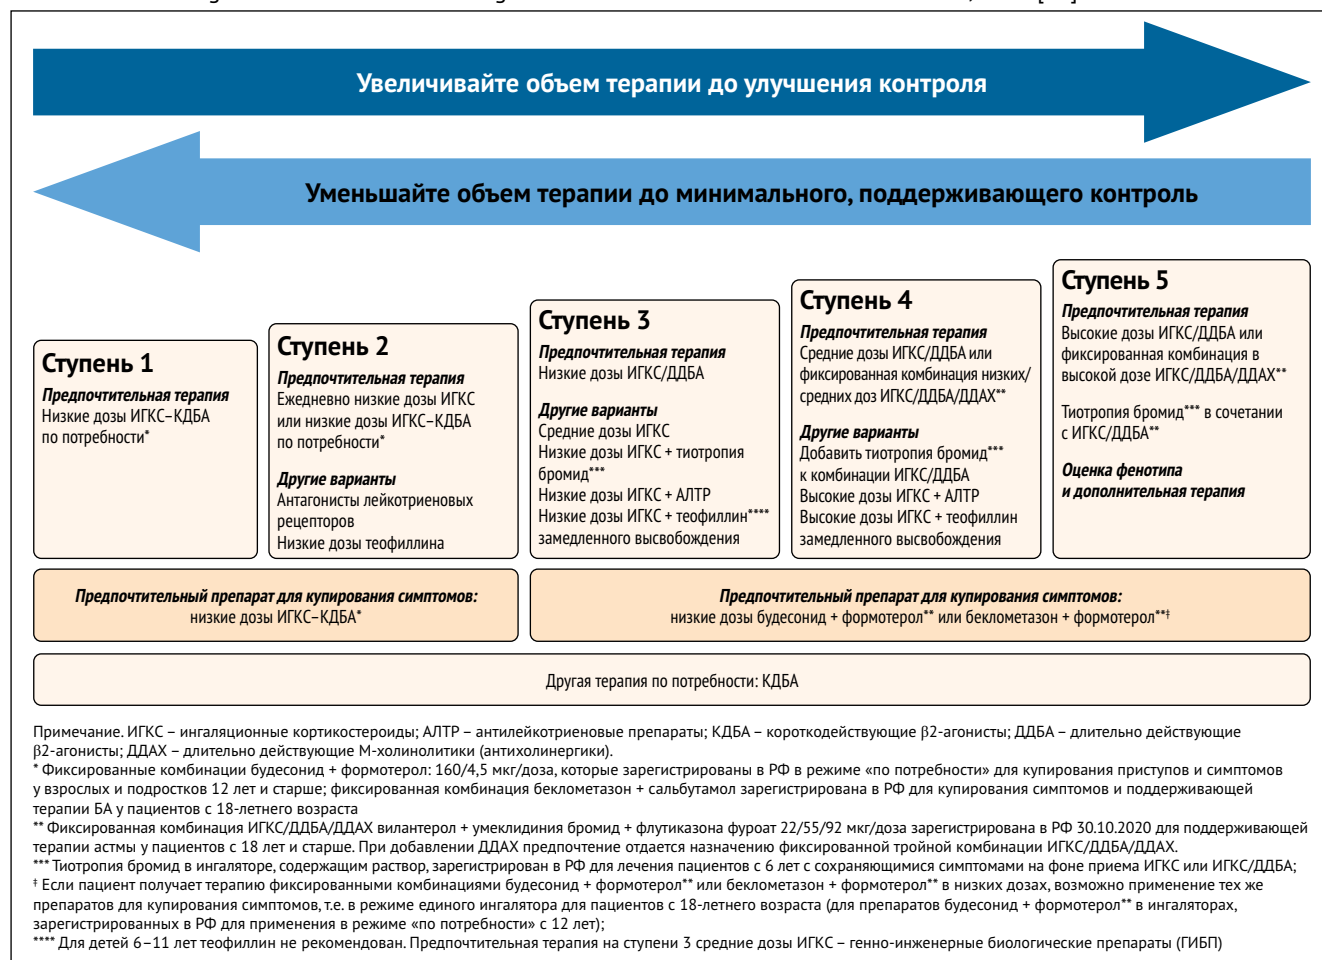 Увеличивайте объем терапии до улучшения контроля
Уменьшайте объем терапии до минимального, поддерживающего контроль
Ступень 1
Предпочтительная терапия
Низкие дозы ИГКС–КДБА
по потребности*
Ступень 2
Предпочтительная терапия
Ежедневно низкие дозы ИГКС
или низкие дозы ИГКС–КДБА
по потребности*
Другие варианты
Антагонисты лейкотриеновых
рецепторов
Низкие дозы теофиллина
Ступень 3
Предпочтительная терапия
Низкие дозы ИГКС/ДДБА
Другие варианты
Средние дозы ИГКС
Низкие дозы ИГКС + тиотропия
бромид***
Низкие дозы ИГКС + АЛТР
Низкие дозы ИГКС + теофиллин****
замедленного высвобождения
Ступень 4
Предпочтительная терапия
Средние дозы ИГКС/ДДБА или
фиксированная комбинация низких/
средних доз ИГКС/ДДБА/ДДАХ**
Другие варианты
Добавить тиотропия бромид***
к комбинации ИГКС/ДДБА
Высокие дозы ИГКС + АЛТР
Высокие дозы ИГКС + теофиллин
замедленного высвобождения
Ступень 5
Предпочтительная терапия
Высокие дозы ИГКС/ДДБА или
фиксированная комбинация в
высокой дозе ИГКС/ДДБА/ДДАХ**
Тиотропия бромид*** в сочетании
с ИГКС/ДДБА**
Оценка фенотипа
и дополнительная терапия
Предпочтительный препарат для купирования симптомов:
низкие дозы ИГКС–КДБА*
Предпочтительный препарат для купирования симптомов:
низкие дозы будесонид + формотерол** или беклометазон + формотерол**‡
Другая терапия по потребности: КДБА
Примечание. ИГКС – ингаляционные кортикостероиды; АЛТР – антилейкотриеновые препараты; КДБА – короткодействующие β2-агонисты; ДДБА – длительно действующие
β2-агонисты; ДДАХ – длительно действующие М-холинолитики (антихолинергики).
* Фиксированные комбинации будесонид + формотерол: 160/4,5 мкг/доза, которые зарегистрированы в РФ в режиме «по потребности» для купирования приступов и симптомов
у взрослых и подростков 12 лет и старше; фиксированная комбинация беклометазон + сальбутамол зарегистрирована в РФ для купирования симптомов и поддерживающей
терапии БА у пациентов с 18-летнего возраста
** Фиксированная комбинация ИГКС/ДДБА/ДДАХ вилантерол + умеклидиния бромид + флутиказона фуроат 22/55/92 мкг/доза зарегистрирована в РФ 30.10.2020 для поддерживающей
терапии астмы у пациентов с 18 лет и старше. При добавлении ДДАХ предпочтение отдается назначению фиксированной тройной комбинации ИГКС/ДДБА/ДДАХ.
*** Тиотропия бромид в ингаляторе, содержащим раствор, зарегистрирован в РФ для лечения пациентов с 6 лет с сохраняющимися симптомами на фоне приема ИГКС или ИГКС/ДДБА;
‡ Если пациент получает терапию фиксированными комбинациями будесонид + формотерол** или беклометазон + формотерол** в низких дозах, возможно применение тех же
препаратов для купирования симптомов, т.е. в режиме единого ингалятора для пациентов с 18-летнего возраста (для препаратов будесонид + формотерол** в ингаляторах,
зарегистрированных в РФ для применения в режиме «по потребности» с 12 лет);
**** Для детей 6–11 лет теофиллин не рекомендован. Предпочтительная терапия на ступени 3 средние дозы ИГКС – генно-инженерные биологические препараты (ГИБП)